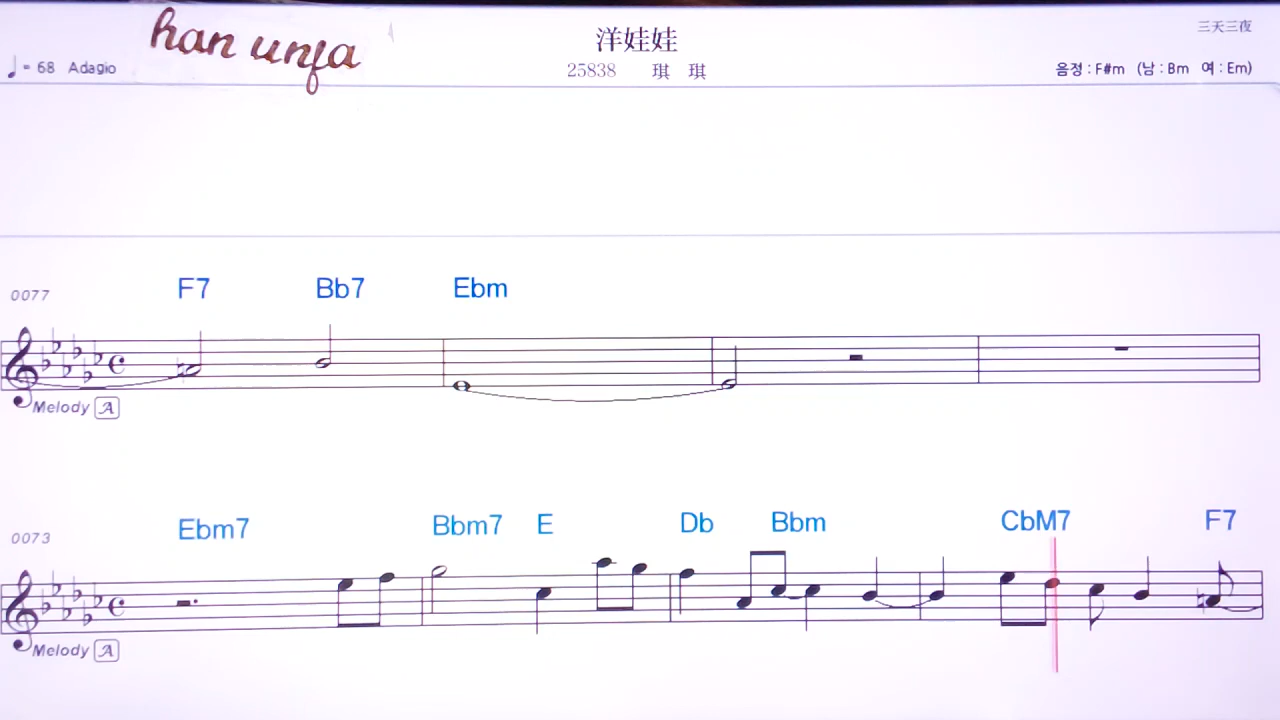 han unfa
洋娃娃
三天三夜
♩ = 68 Adagio
25838 琪 琪
음정 : F#m (남 : Bm 여 : Em)
0077 F7 Bb7 Ebm
Melody A
0073 Ebm7 Bbm7 E Db Bbm CbM7 F7
Melody A